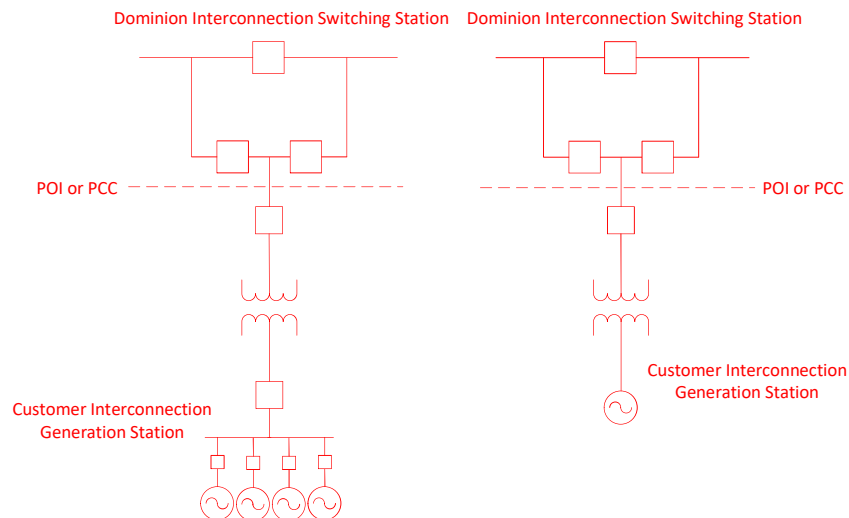 Dominion Interconnection Switching Station
Dominion Interconnection Switching Station
POI or PCC
POI or PCC
Customer Interconnection
Generation Station
Customer Interconnection
Generation Station